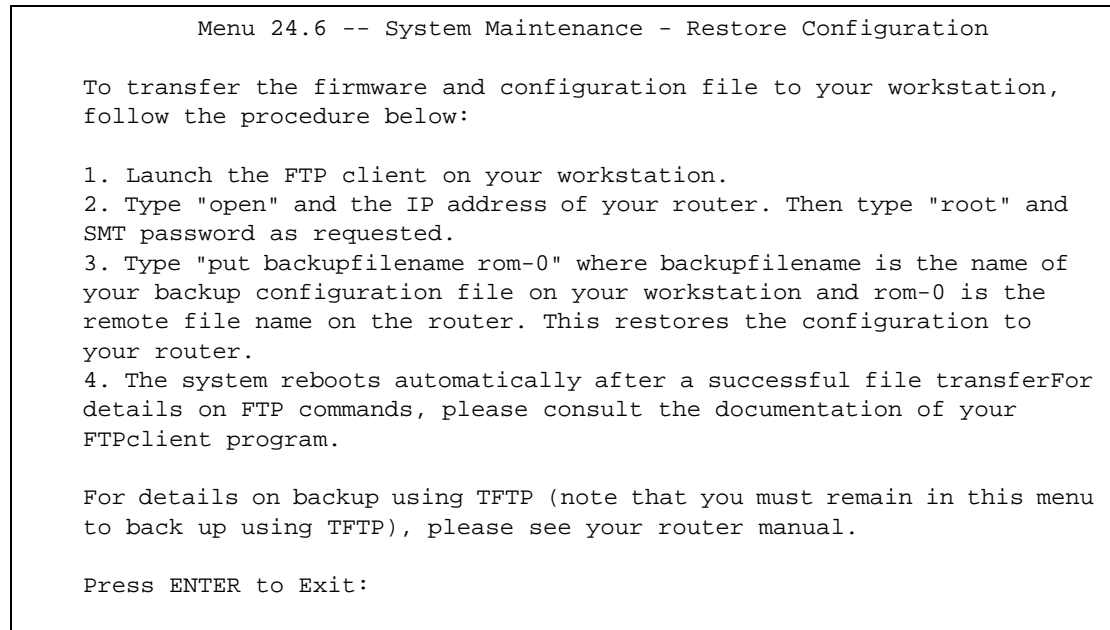 Menu 24.6 -- System Maintenance - Restore Configuration
To transfer the firmware and configuration file to your workstation,
follow the procedure below:
1. Launch the FTP client on your workstation.
2. Type "open" and the IP address of your router. Then type "root" and
SMT password as requested.
3. Type "put backupfilename rom-0" where backupfilename is the name of
your backup configuration file on your workstation and rom-0 is the
remote file name on the router. This restores the configuration to
your router.
4. The system reboots automatically after a successful file transferFor
details on FTP commands, please consult the documentation of your
FTPclient program.
For details on backup using TFTP (note that you must remain in this menu
to back up using TFTP), please see your router manual.
Press ENTER to Exit: